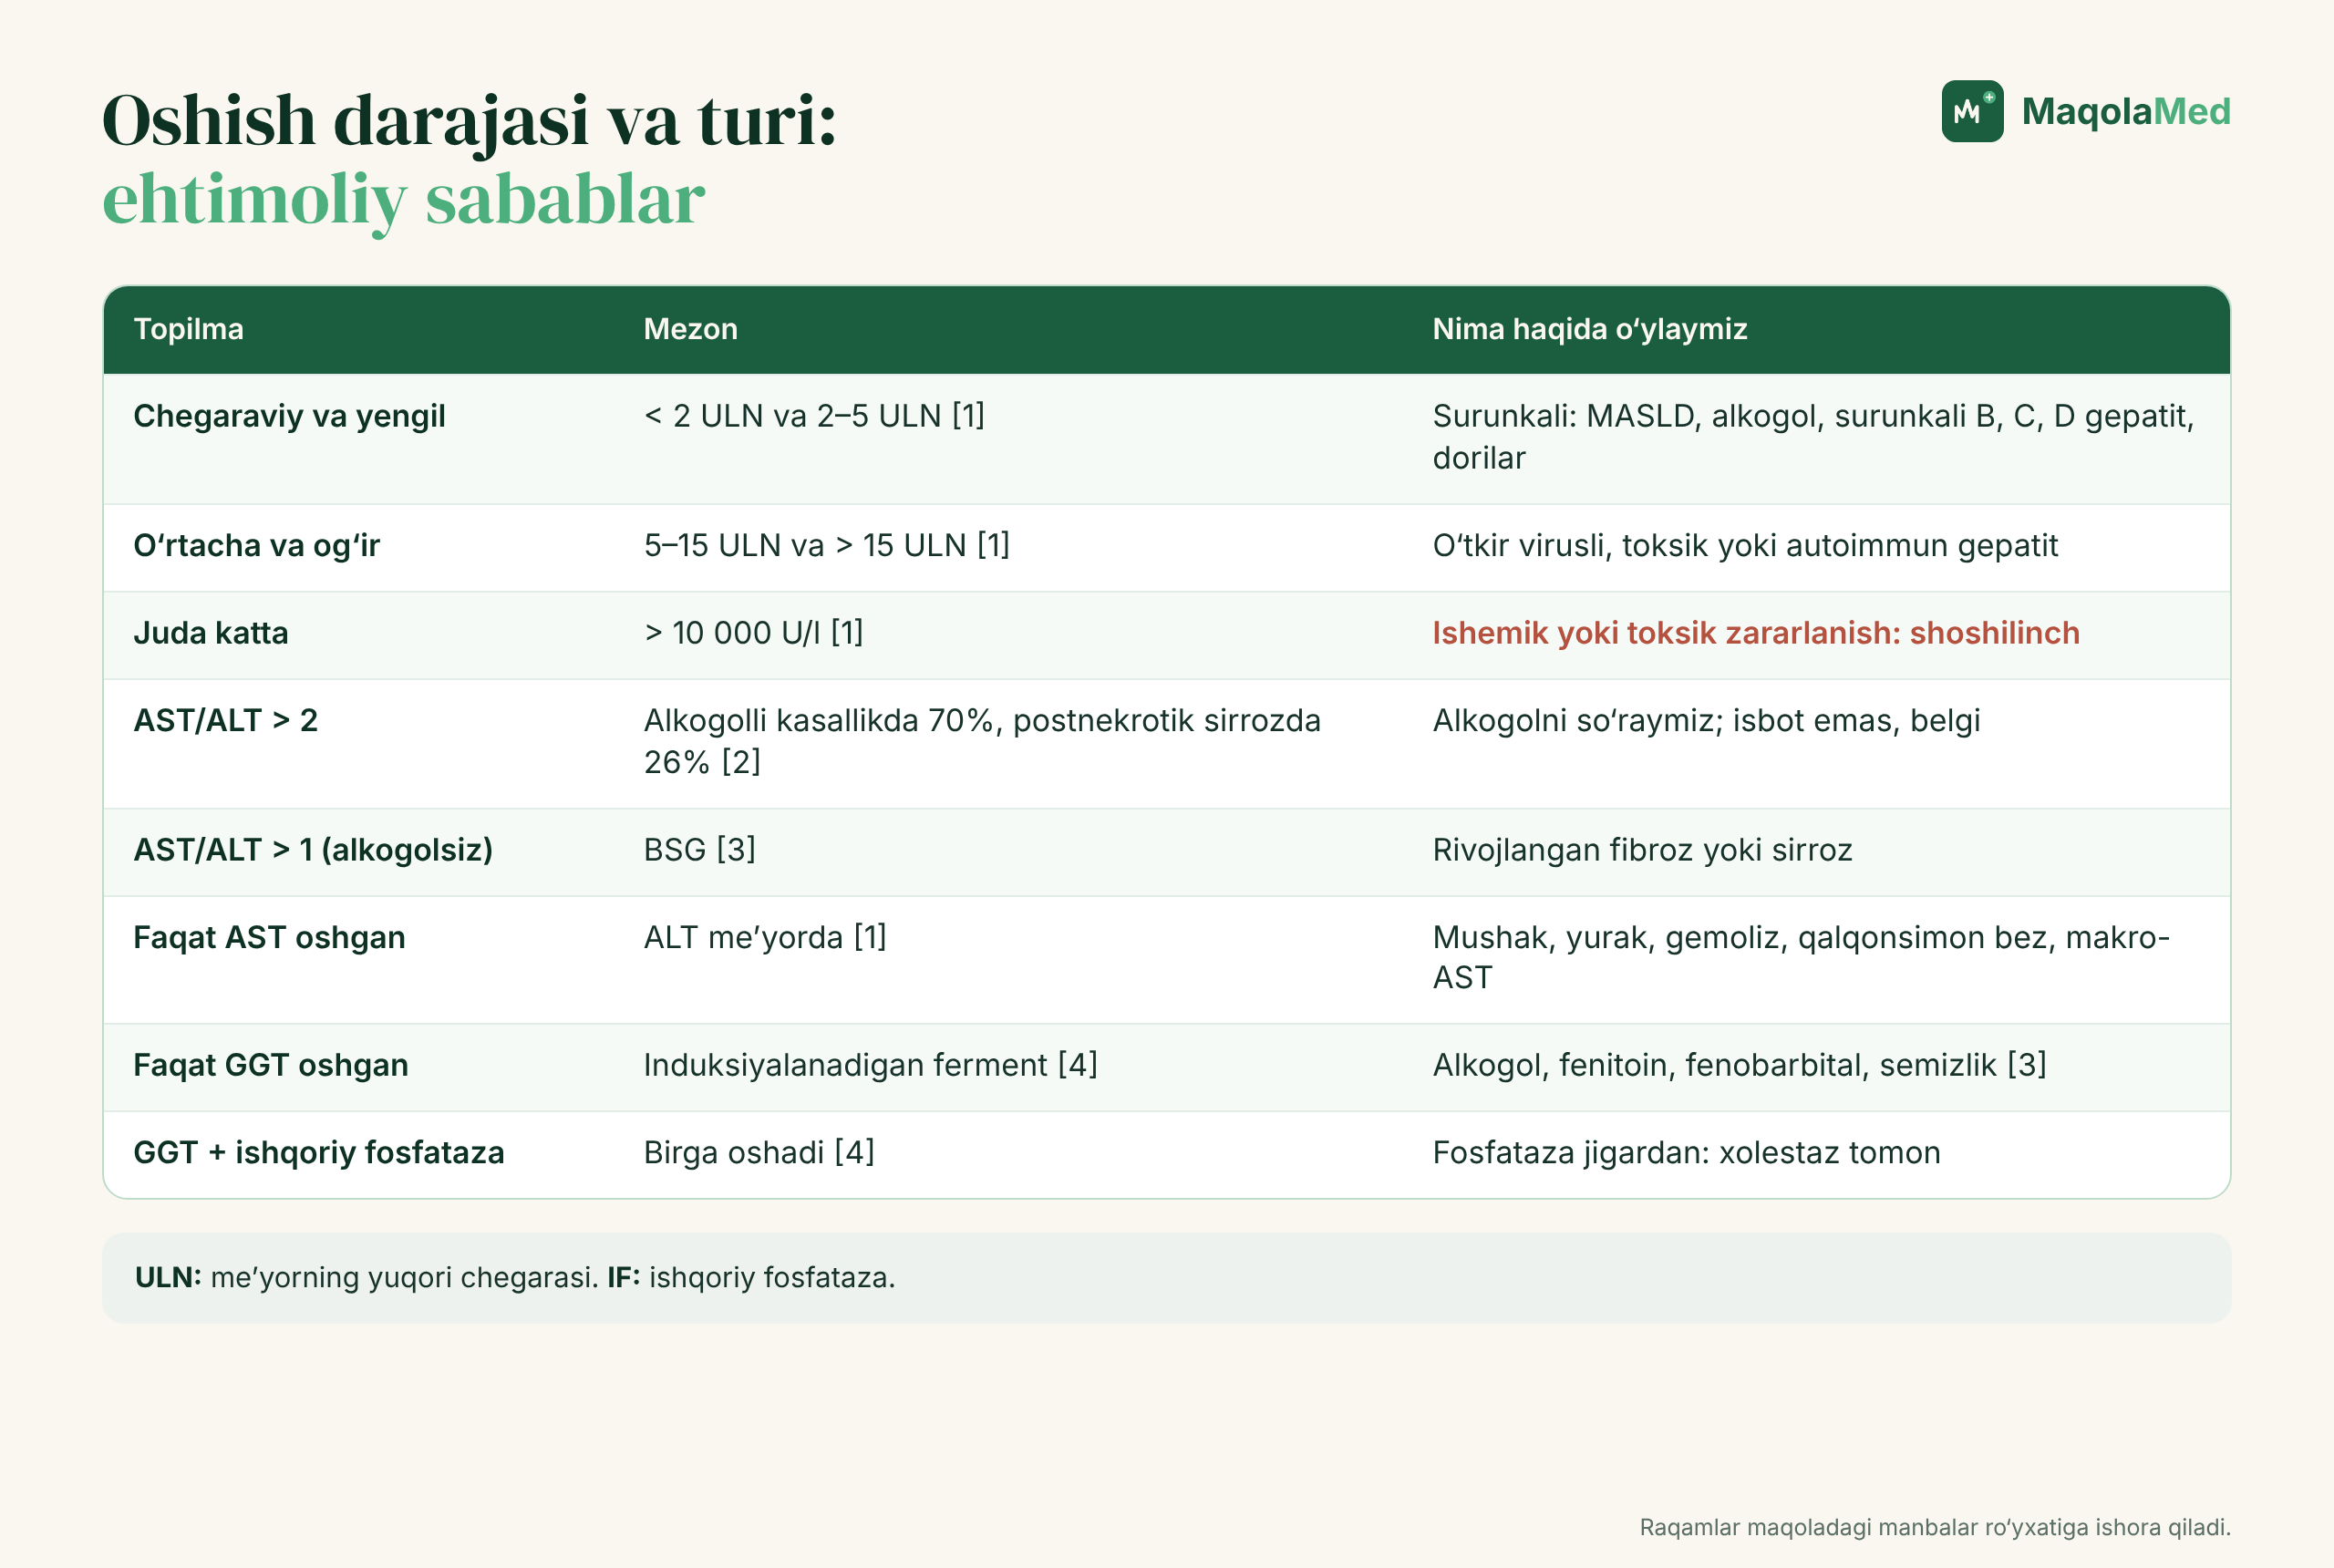 Oshish darajasi va turi:
ehtimoliy sabablar
MaqolaMed
Topilma
Mezon
Nima haqida o‘ylaymiz
Chegaraviy va yengil
< 2 ULN va 2–5 ULN [1]
Surunkali: MASLD, alkogol, surunkali B, C, D gepatit,
dorilar
O‘rtacha va og‘ir
5–15 ULN va > 15 ULN [1]
O‘tkir virusli, toksik yoki autoimmun gepatit
Juda katta
> 10 000 U/l [1]
Ishemik yoki toksik zararlanish: shoshilinch
AST/ALT > 2
Alkogolli kasallikda 70%, postnekrotik sirrozda
26% [2]
Alkogolni so‘raymiz; isbot emas, belgi
AST/ALT > 1 (alkogolsiz)
BSG [3]
Rivojlangan fibroz yoki sirroz
Faqat AST oshgan
ALT me’yorda [1]
Mushak, yurak, gemoliz, qalqonsimon bez, makro-
AST
Faqat GGT oshgan
Induksiyalanadigan ferment [4]
Alkogol, fenitoin, fenobarbital, semizlik [3]
GGT + ishqoriy fosfataza
Birga oshadi [4]
Fosfataza jigardan: xolestaz tomon
ULN: me’yorning yuqori chegarasi. IF: ishqoriy fosfataza.
Raqamlar maqoladagi manbalar ro‘yxatiga ishora qiladi.